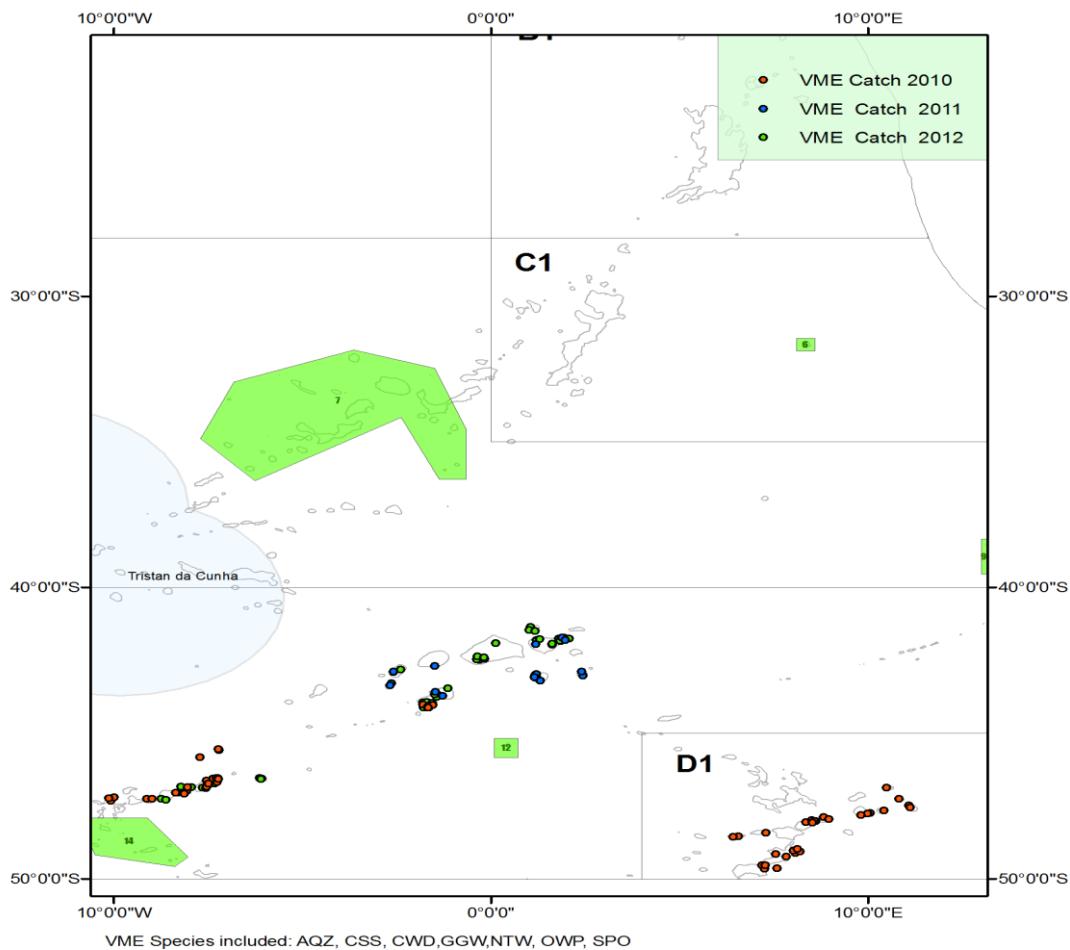 10°0'0"W 0°0'0" 10°0'0"E
VME Catch 2010
VME Catch 2011
VME Catch 2012
C1
30°0'0"S 30°0'0"S
6
7
Tristan da Cunha
40°0'0"S 40°0'0"S
12
D1
14
50°0'0"S 50°0'0"S
10°0'0"W 0°0'0" 10°0'0"E
VME Species included: AQZ, CSS, CWD,GGW,NTW, OWP, SPO